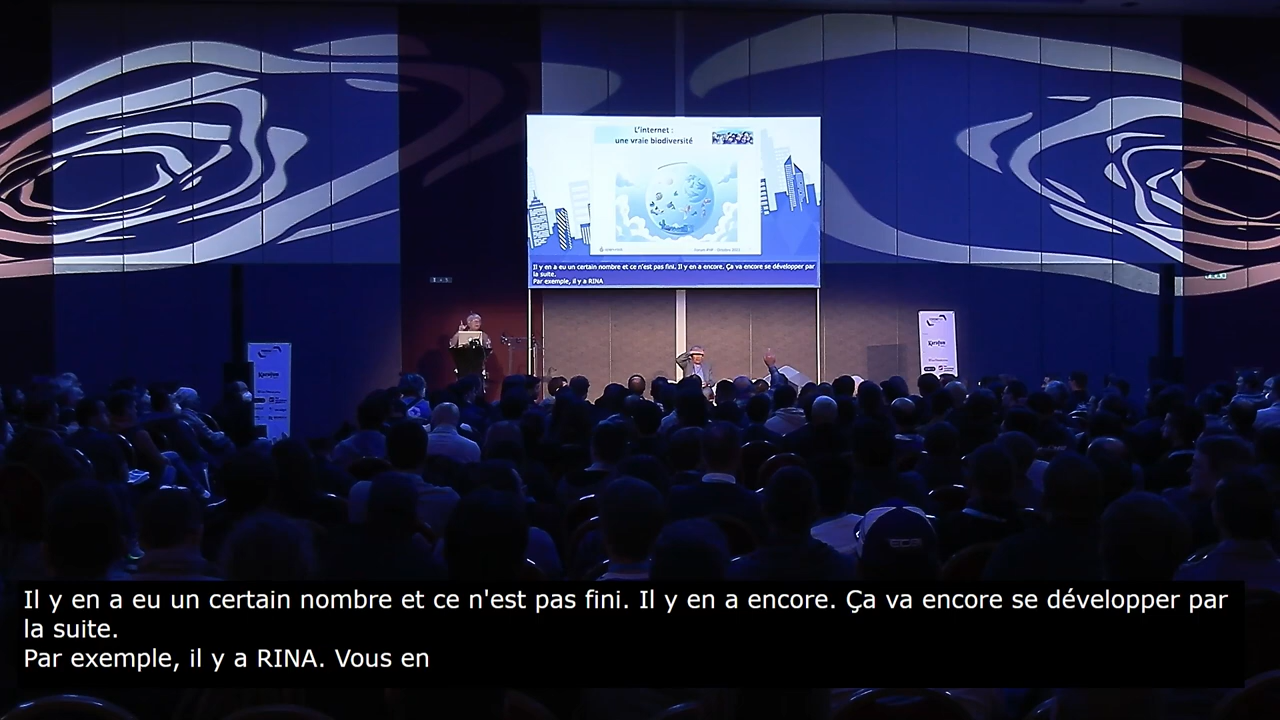 L'internet :
une vraie biodiversité
Il y en a eu un certain nombre et ce n'est pas fini. Il y en a encore. Ça va encore se développer par
la suite.
Par exemple, il y a RINA
Il y en a eu un certain nombre et ce n'est pas fini. Il y en a encore. Ça va encore se développer par
la suite.
Par exemple, il y a RINA. Vous en